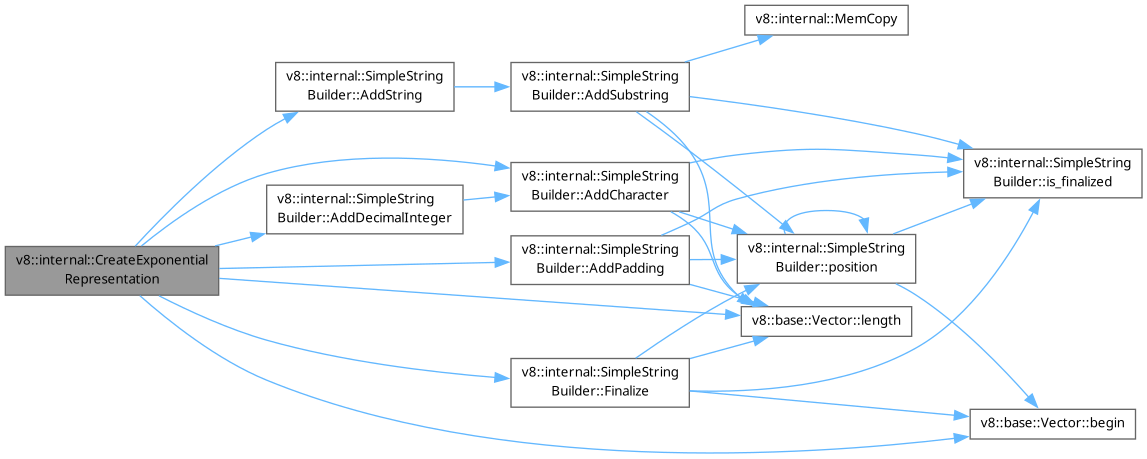 v8::internal::MemCopy
v8::internal::SimpleString
Builder::AddString
v8::internal::SimpleString
Builder::AddSubstring
v8::internal::SimpleString
Builder::is_finalized
v8::internal::SimpleString
Builder::AddCharacter
v8::internal::SimpleString
Builder::AddDecimalInteger
v8::internal::CreateExponential
Representation
v8::internal::SimpleString
Builder::AddPadding
v8::internal::SimpleString
Builder::position
v8::base::Vector::length
v8::internal::SimpleString
Builder::Finalize
v8::base::Vector::begin